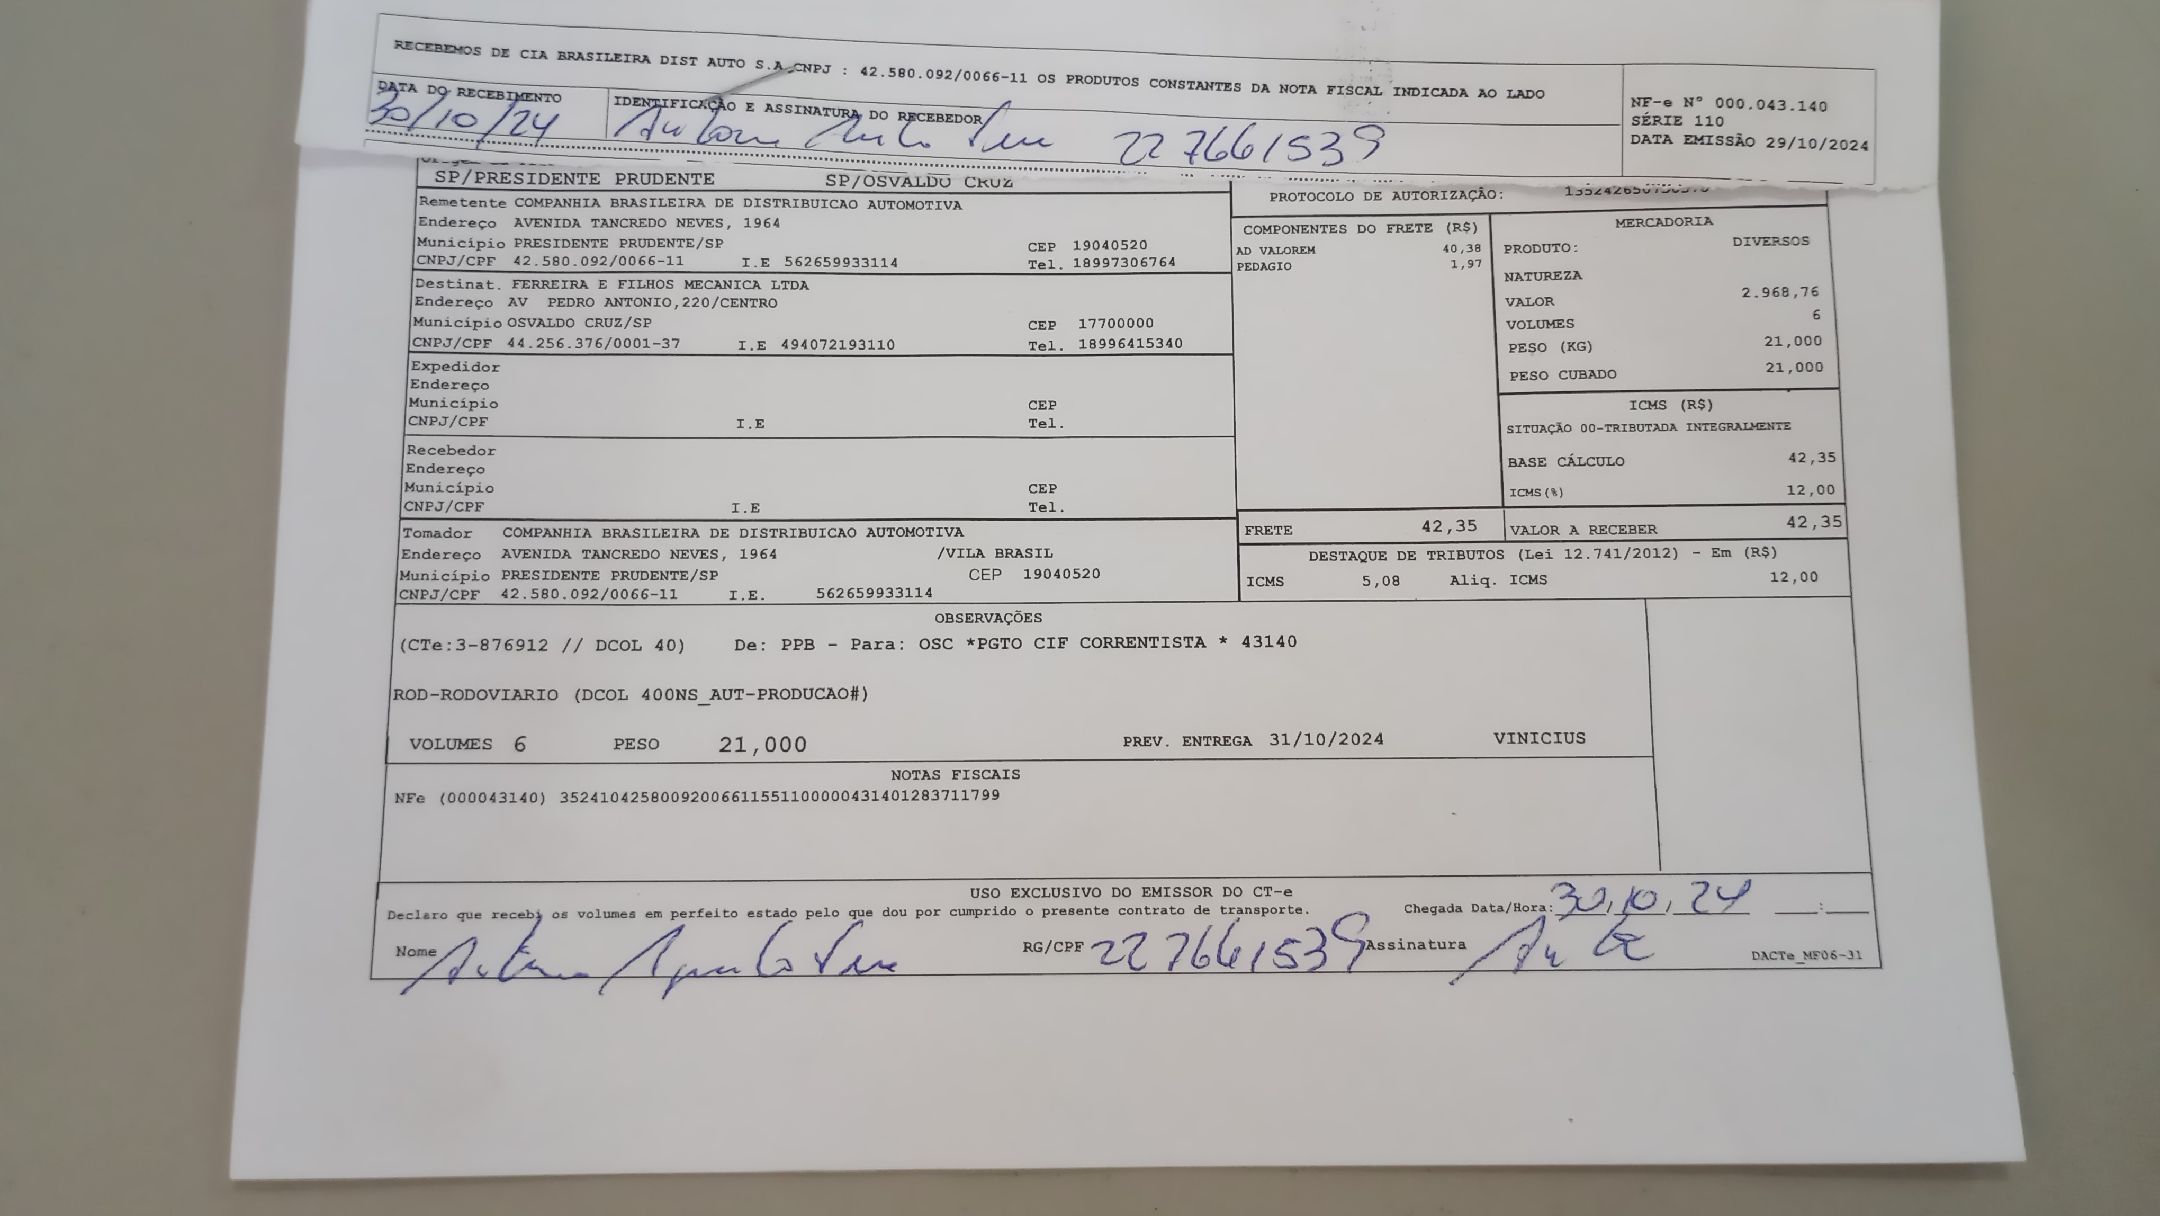 RECEBEMOS DE CIA BRASILEIRA DIST AUTO S.A CNPJ : 42.580.092/0066-11 OS PRODUTOS CONSTANTES DA NOTA FISCAL INDICADA AO LADO
NF-e Nº 000.043.140
SÉRIE 110
DATA EMISSÃO 29/10/2024
DATA DO RECEBIMENTO
30/10/24
IDENTIFICAÇÃO E ASSINATURA DO RECEBEDOR
227661539
SP/PRESIDENTE PRUDENTE SP/OSVALDO CRUZ
PROTOCOLO DE AUTORIZAÇÃO:
Remetente COMPANHIA BRASILEIRA DE DISTRIBUICAO AUTOMOTIVA
Endereço AVENIDA TANCREDO NEVES, 1964
Município PRESIDENTE PRUDENTE/SP CEP 19040520
CNPJ/CPF 42.580.092/0066-11 I.E 562659933114 Tel. 18997306764
Destinat. FERREIRA E FILHOS MECANICA LTDA
Endereço AV PEDRO ANTONIO,220/CENTRO
Município OSVALDO CRUZ/SP CEP 17700000
CNPJ/CPF 44.256.376/0001-37 I.E 494072193110 Tel. 18996415340
Expedidor
Endereço
Município CEP
CNPJ/CPF I.E Tel.
Recebedor
Endereço
Município CEP
CNPJ/CPF I.E Tel.
Tomador COMPANHIA BRASILEIRA DE DISTRIBUICAO AUTOMOTIVA
Endereço AVENIDA TANCREDO NEVES, 1964 /VILA BRASIL
Município PRESIDENTE PRUDENTE/SP CEP 19040520
CNPJ/CPF 42.580.092/0066-11 I.E. 562659933114
COMPONENTES DO FRETE (R$)
AD VALOREM 40,38
PEDAGIO 1,97
MERCADORIA
PRODUTO: DIVERSOS
NATUREZA
VALOR 2.968,76
VOLUMES 6
PESO (KG) 21,000
PESO CUBADO 21,000
ICMS (R$)
SITUAÇÃO 00-TRIBUTADA INTEGRALMENTE
BASE CÁLCULO 42,35
ICMS(%) 12,00
FRETE 42,35 VALOR A RECEBER 42,35
DESTAQUE DE TRIBUTOS (Lei 12.741/2012) - Em (R$)
ICMS 5,08 Aliq. ICMS 12,00
OBSERVAÇÕES
(CTe:3-876912 // DCOL 40) De: PPB - Para: OSC *PGTO CIF CORRENTISTA * 43140
ROD-RODOVIARIO (DCOL 400NS_AUT-PRODUCAO#)
VOLUMES 6 PESO 21,000 PREV. ENTREGA 31/10/2024 VINICIUS
NOTAS FISCAIS
NFe (000043140) 35241042580092006611551100000431401283711799
USO EXCLUSIVO DO EMISSOR DO CT-e
Declaro que recebi os volumes em perfeito estado pelo que dou por cumprido o presente contrato de transporte. Chegada Data/Hora: 30/10/24 __:__
Nome RG/CPF 227661539 Assinatura
DACTe_MF06-31